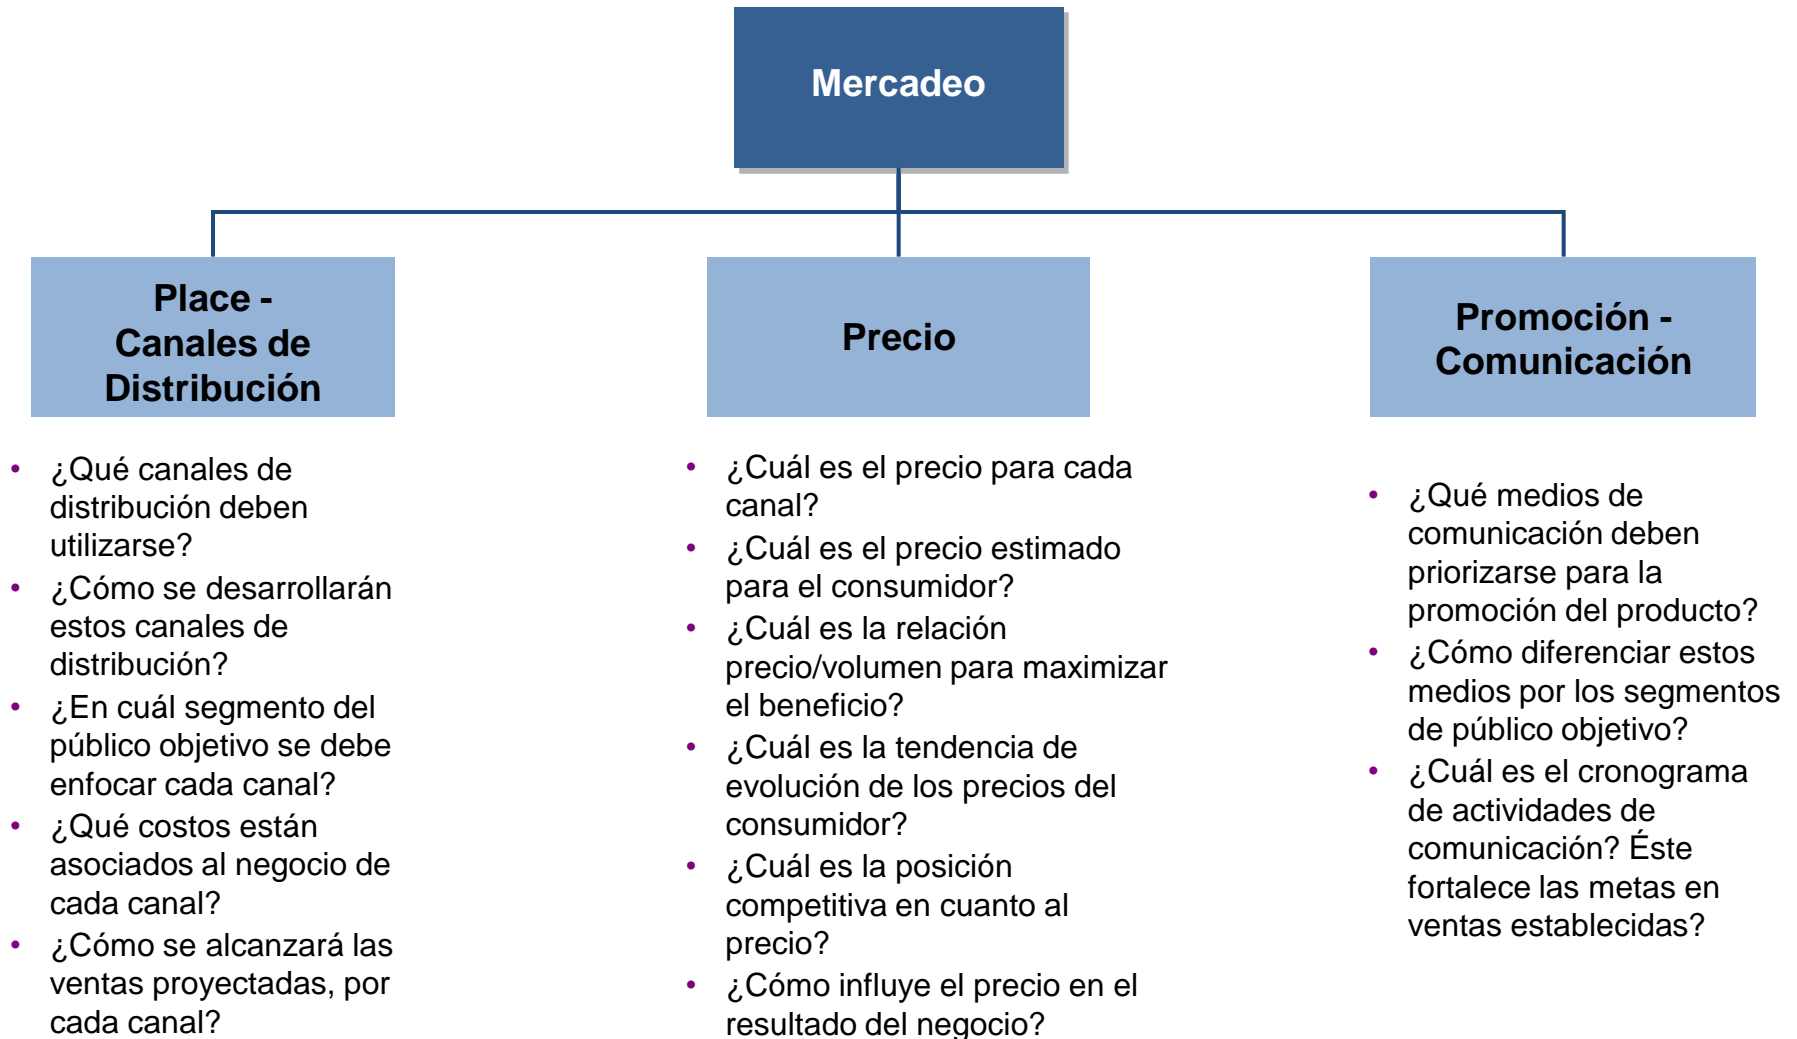 Mercadeo
Place -
Canales de
Distribución
• ¿Qué canales de
distribución deben
utilizarse?
• ¿Cómo se desarrollarán
estos canales de
distribución?
• ¿En cuál segmento del
público objetivo se debe
enfocar cada canal?
• ¿Qué costos están
asociados al negocio de
cada canal?
• ¿Cómo se alcanzará las
ventas proyectadas, por
cada canal?
Precio
• ¿Cuál es el precio para cada
canal?
• ¿Cuál es el precio estimado
para el consumidor?
• ¿Cuál es la relación
precio/volumen para maximizar
el beneficio?
• ¿Cuál es la tendencia de
evolución de los precios del
consumidor?
• ¿Cuál es la posición
competitiva en cuanto al
precio?
• ¿Cómo influye el precio en el
resultado del negocio?
Promoción -
Comunicación
• ¿Qué medios de
comunicación deben
priorizarse para la
promoción del producto?
• ¿Cómo diferenciar estos
medios por los segmentos
de público objetivo?
• ¿Cuál es el cronograma
de actividades de
comunicación? Éste
fortalece las metas en
ventas establecidas?